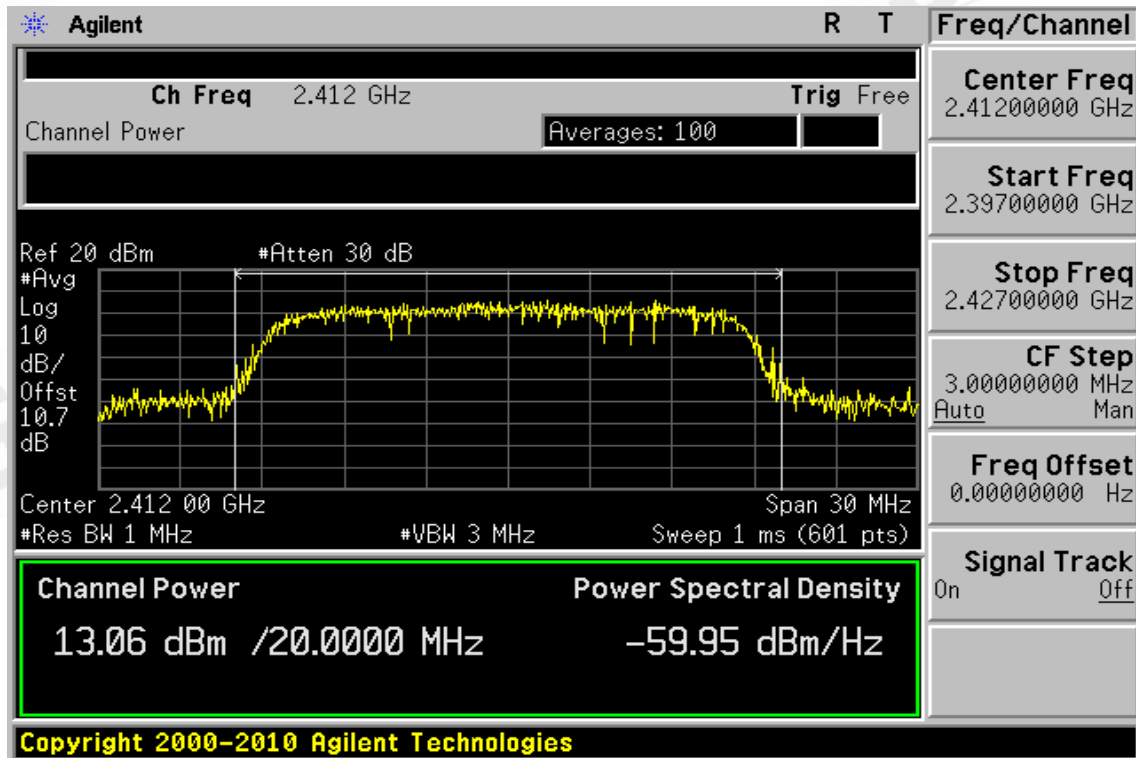 Agilent R T
Freq/Channel
Ch Freq 2.412 GHz Trig Free
Channel Power Averages: 100
Ref 20 dBm #Atten 30 dB
#Avg
Log
10
dB/
Offst
10.7
dB
Center 2.412 00 GHz Span 30 MHz
#Res BW 1 MHz #VBW 3 MHz Sweep 1 ms (601 pts)
Channel Power Power Spectral Density
13.06 dBm /20.0000 MHz -59.95 dBm/Hz
Copyright 2000-2010 Agilent Technologies
Center Freq
2.41200000 GHz
Start Freq
2.39700000 GHz
Stop Freq
2.42700000 GHz
CF Step
3.00000000 MHz
Auto Man
Freq Offset
0.00000000 Hz
Signal Track
On Off